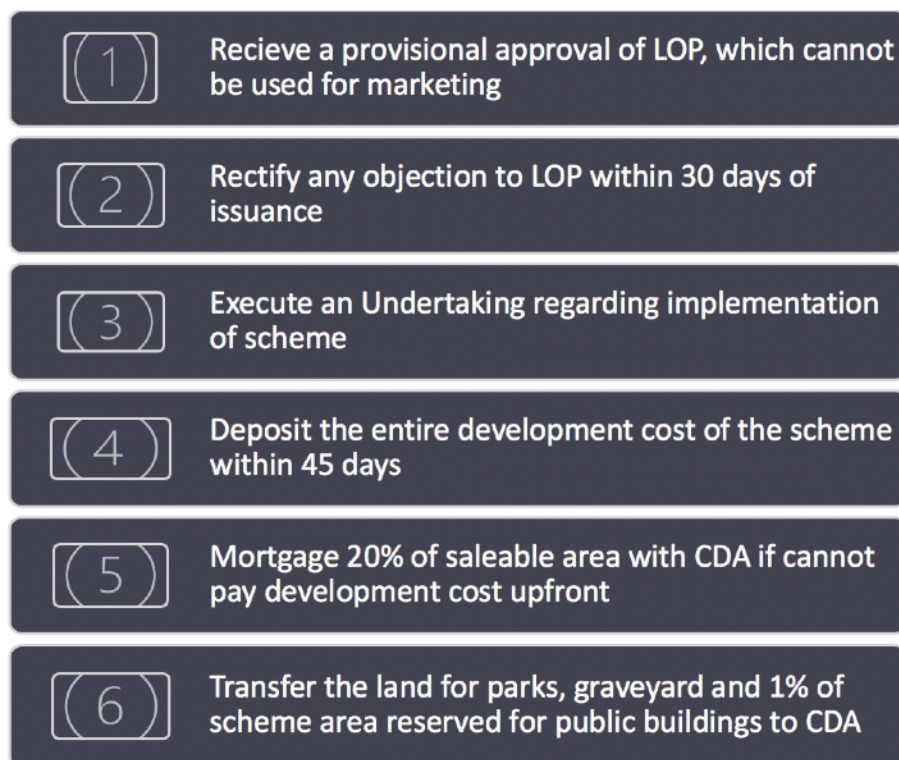 1
Recieve a provisional approval of LOP, which cannot
be used for marketing
2
Rectify any objection to LOP within 30 days of
issuance
3
Execute an Undertaking regarding implementation
of scheme
4
Deposit the entire development cost of the scheme
within 45 days
5
Mortgage 20% of saleable area with CDA if cannot
pay development cost upfront
6
Transfer the land for parks, graveyard and 1% of
scheme area reserved for public buildings to CDA